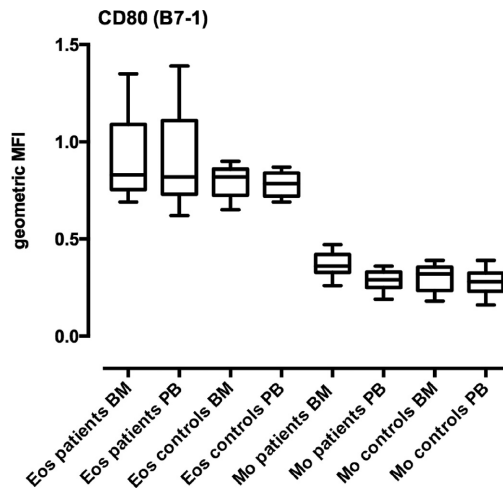 CD80 (B7-1)
geometric MFI
1.5
1.0
0.5
0.0
Eos patients BM
Eos patients PB
Eos controls BM
Eos controls PB
Mo patients BM
Mo patients PB
Mo controls BM
Mo controls PB